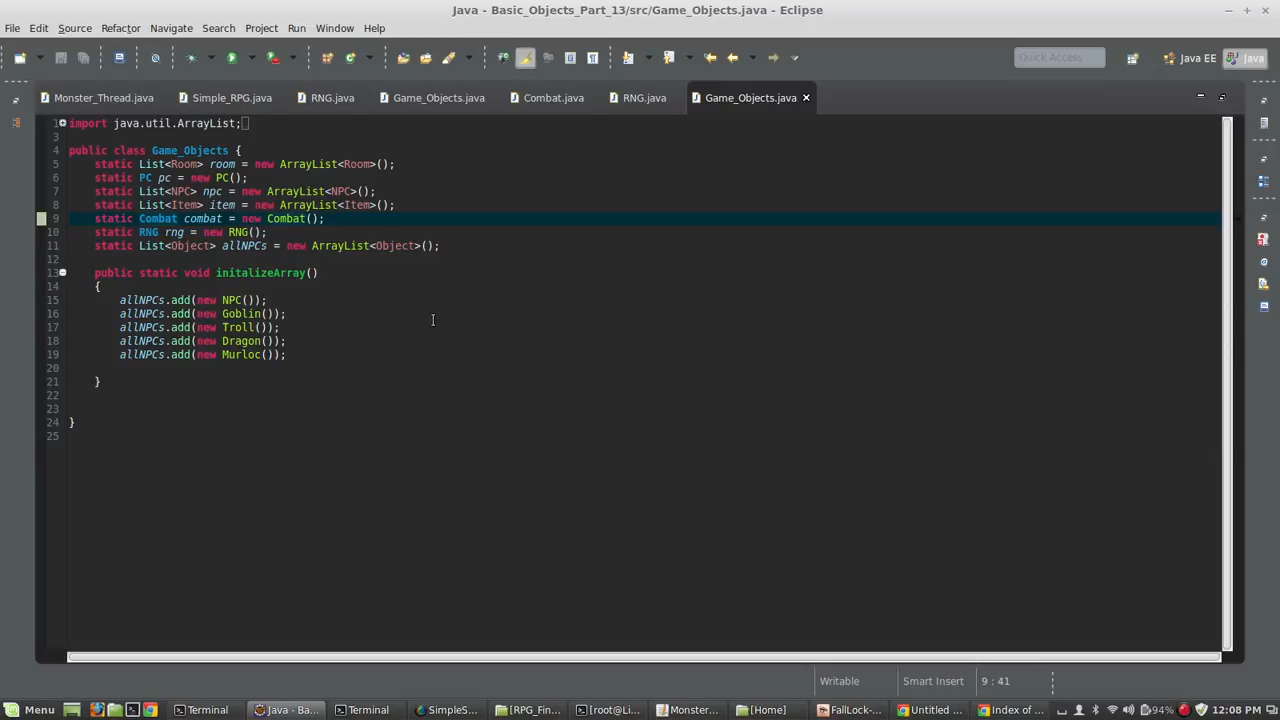 Java - Basic_Objects_Part_13/src/Game_Objects.java - Eclipse
File Edit Source Refactor Navigate Search Project Run Window Help
Quick Access Java EE Java
Monster_Thread.java Simple_RPG.java RNG.java Game_Objects.java Combat.java RNG.java Game_Objects.java
1 import java.util.ArrayList;
3
4 public class Game_Objects {
5 static List<Room> room = new ArrayList<Room>();
6 static PC pc = new PC();
7 static List<NPC> npc = new ArrayList<NPC>();
8 static List<Item> item = new ArrayList<Item>();
9 static Combat combat = new Combat();
10 static RNG rng = new RNG();
11 static List<Object> allNPCs = new ArrayList<Object>();
12
13 public static void initalizeArray()
14 {
15 allNPCs.add(new NPC());
16 allNPCs.add(new Goblin());
17 allNPCs.add(new Troll());
18 allNPCs.add(new Dragon());
19 allNPCs.add(new Murloc());
20
21 }
22
23
24 }
25
Writable Smart Insert 9 : 41
Menu Terminal Java - Ba... Terminal SimpleS... [RPG_Fin... [root@Li... Monster... [Home] FallLock-... Untitled ... Index of ... 94% 12:08 PM